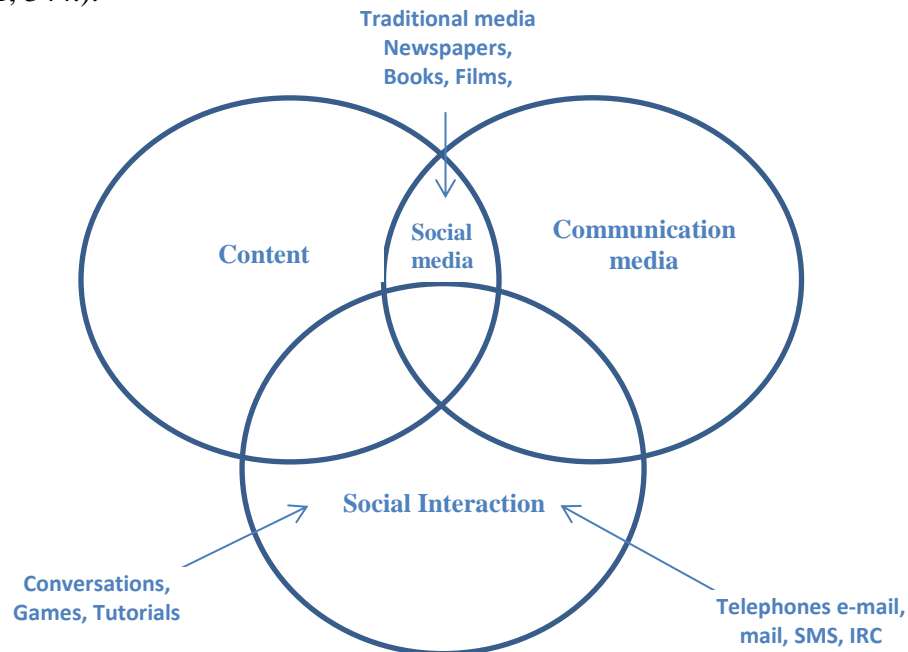 Traditional media
Newspapers,
Books, Films,
Content
Social
media
Communication
media
Social Interaction
Conversations,
Games, Tutorials
Telephones e-mail,
mail, SMS, IRC